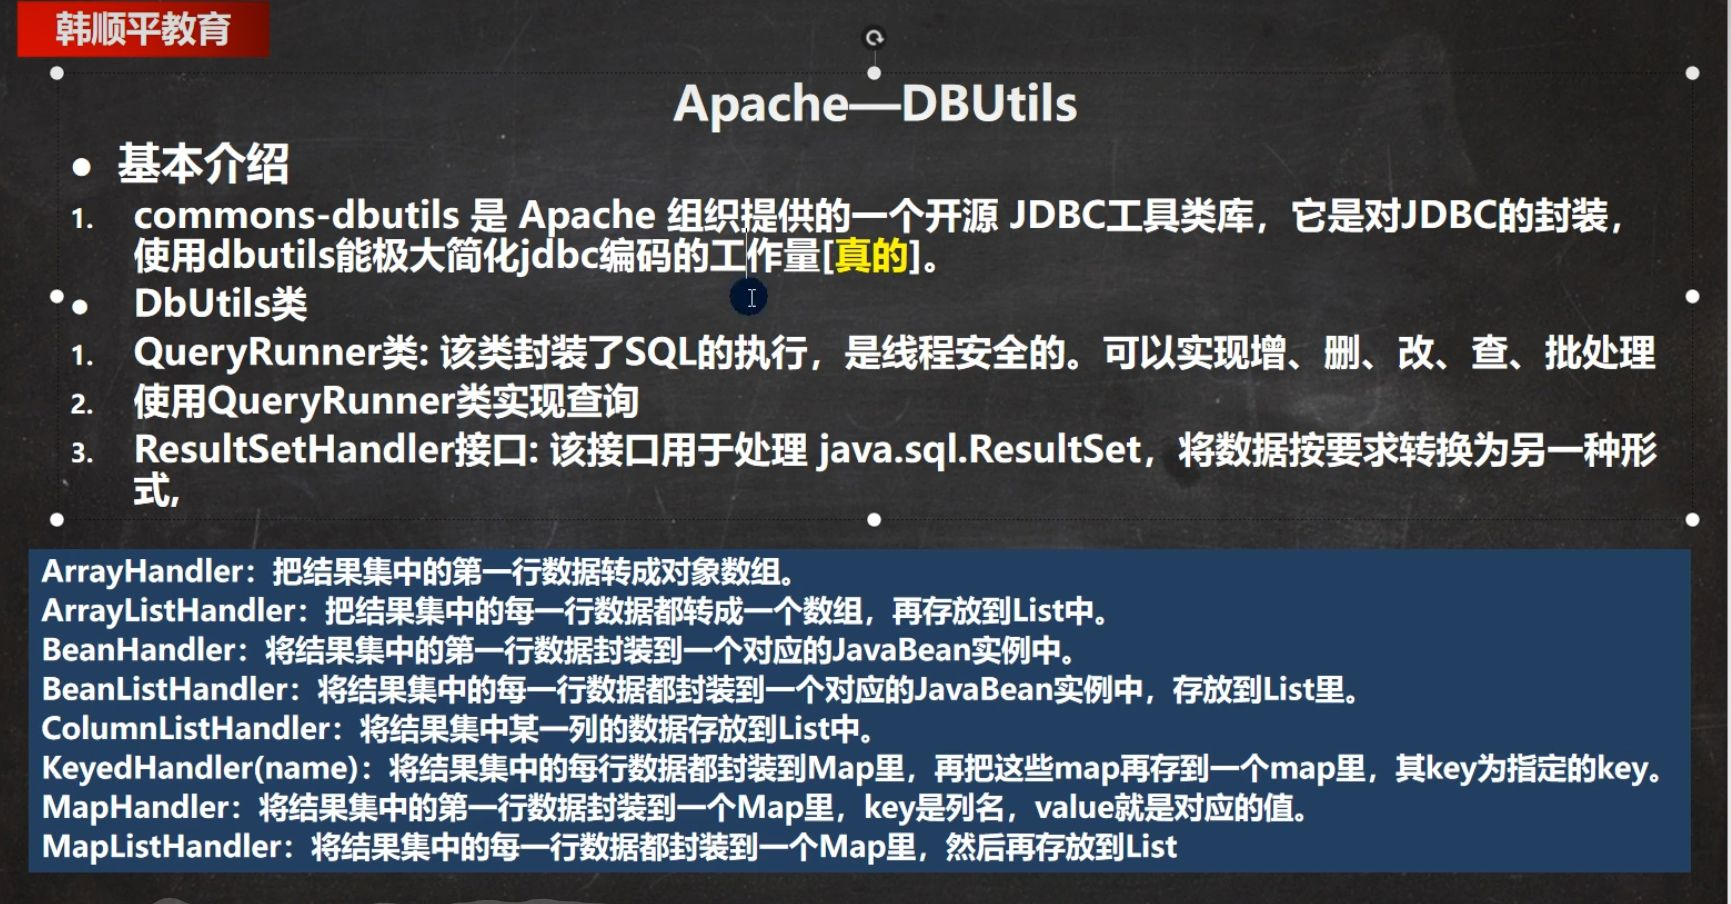 韩顺平教育
Apache—DBUtils
● 基本介绍
1. commons-dbutils 是 Apache 组织提供的一个开源 JDBC工具类库，它是对JDBC的封装，
使用dbutils能极大简化jdbc编码的工作量[真的]。
● DbUtils类
1. QueryRunner类: 该类封装了SQL的执行，是线程安全的。可以实现增、删、改、查、批处理
2. 使用QueryRunner类实现查询
3. ResultSetHandler接口: 该接口用于处理 java.sql.ResultSet，将数据按要求转换为另一种形
式,
ArrayHandler：把结果集中的第一行数据转成对象数组。
ArrayListHandler：把结果集中的每一行数据都转成一个数组，再存放到List中。
BeanHandler：将结果集中的第一行数据封装到一个对应的JavaBean实例中。
BeanListHandler：将结果集中的每一行数据都封装到一个对应的JavaBean实例中，存放到List里。
ColumnListHandler：将结果集中某一列的数据存放到List中。
KeyedHandler(name)：将结果集中的每行数据都封装到Map里，再把这些map再存到一个map里，其key为指定的key。
MapHandler：将结果集中的第一行数据封装到一个Map里，key是列名，value就是对应的值。
MapListHandler：将结果集中的每一行数据都封装到一个Map里，然后再存放到List